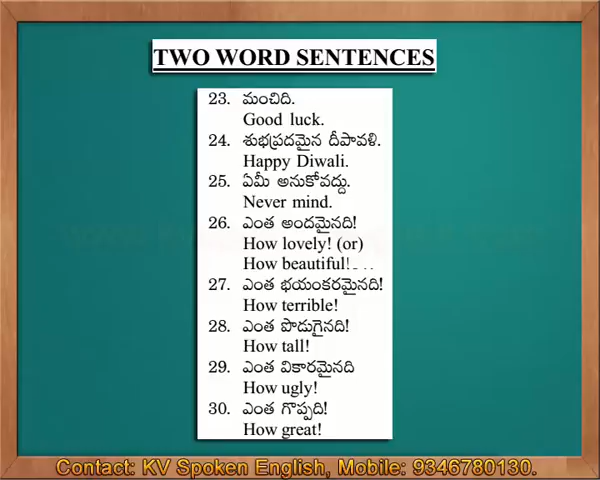 TWO WORD SENTENCES
23. మంచిది.
Good luck.
24. శుభప్రదమైన దీపావళి.
Happy Diwali.
25. ఏమీ అనుకోవద్దు.
Never mind.
26. ఎంత అందమైనది!
How lovely! (or)
How beautiful!
27. ఎంత భయంకరమైనది!
How terrible!
28. ఎంత పొడుగైనది!
How tall!
29. ఎంత వికారమైనది
How ugly!
30. ఎంత గొప్పది!
How great!
Contact: KV Spoken English, Mobile: 9346780130.